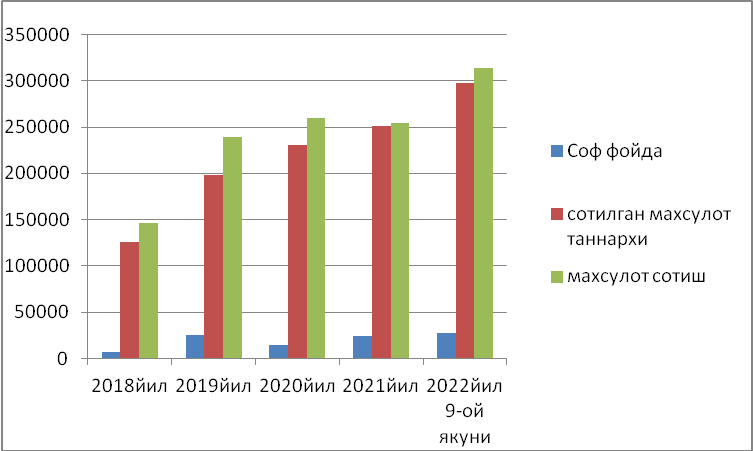 350000
300000
250000
200000
150000
100000
50000
0
2018йил 2019йил 2020йил 2021йил 2022йил
9-ой
якуни
Соф фойда
сотилган махсулот
таннархи
махсулот сотиш